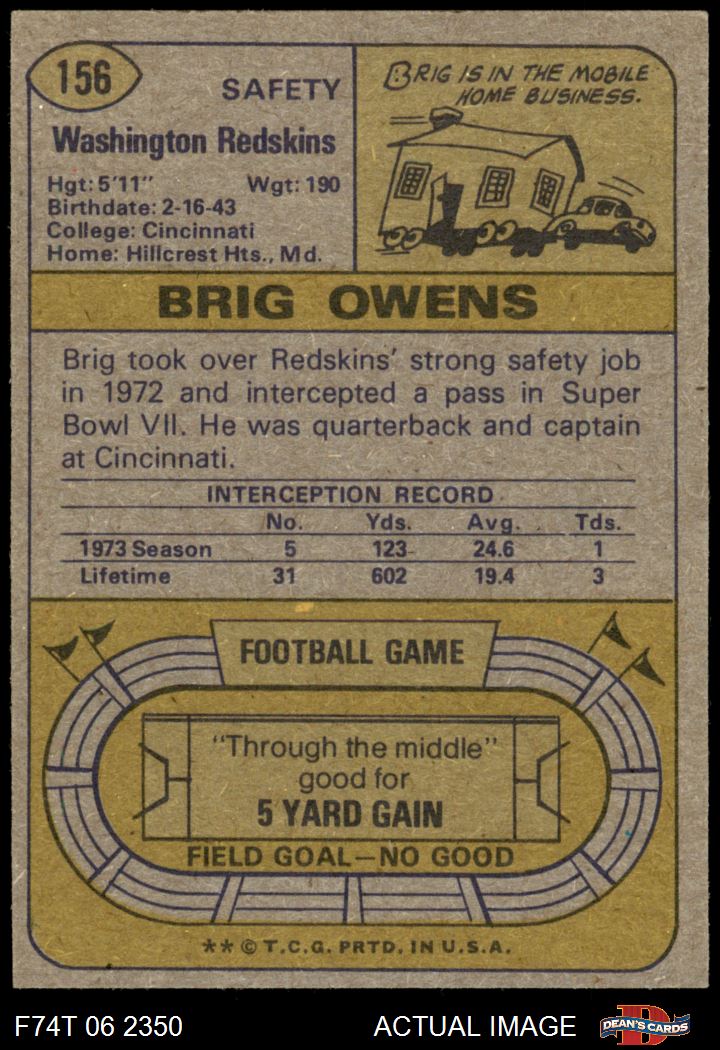 156
SAFETY
Washington Redskins
Hgt: 5'11" Wgt: 190
Birthdate: 2-16-43
College: Cincinnati
Home: Hillcrest Hts., Md.
BRIG IS IN THE MOBILE
HOME BUSINESS.
BRIG OWENS
Brig took over Redskins' strong safety job
in 1972 and intercepted a pass in Super
Bowl VII. He was quarterback and captain
at Cincinnati.
INTERCEPTION RECORD
No. Yds. Avg. Tds.
1973 Season 5 123 24.6 1
Lifetime 31 602 19.4 3
FOOTBALL GAME
"Through the middle"
good for
5 YARD GAIN
FIELD GOAL—NO GOOD
** © T.C.G. PRTD. IN U.S.A.
F74T 06 2350 ACTUAL IMAGE DEAN'S CARDS